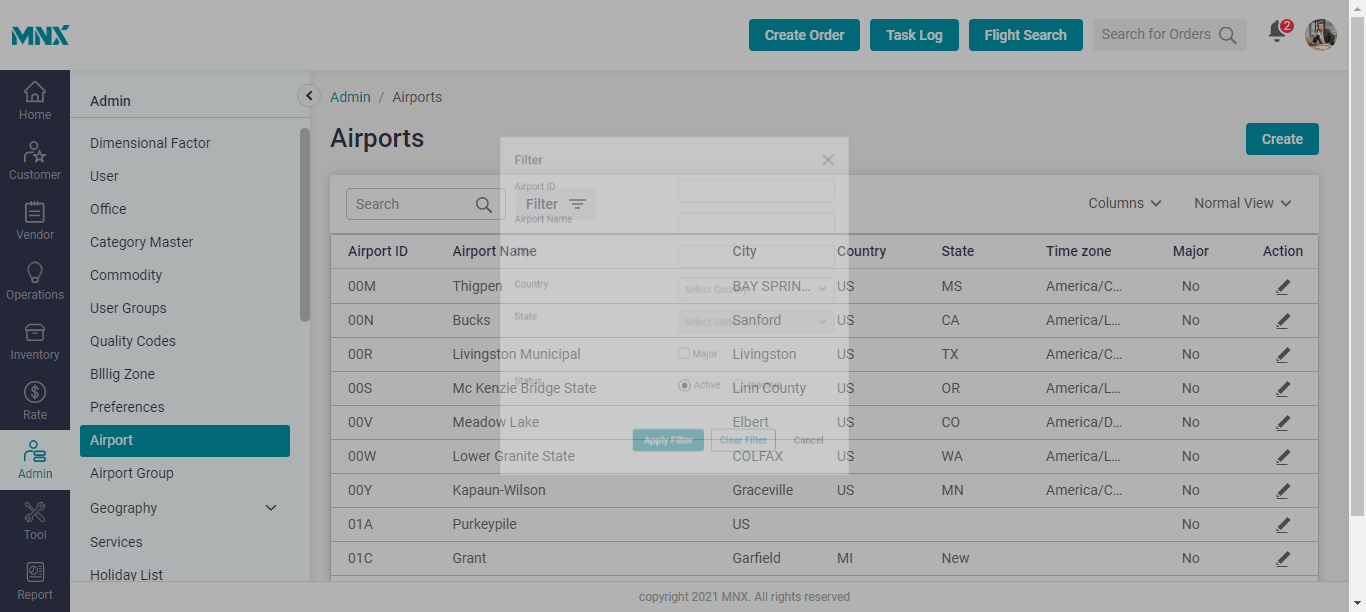 MNX
Create Order
Task Log
Flight Search
Search for Orders
2
Home
Customer
Vendor
Operations
Inventory
Rate
Admin
Tool
Report
Admin
Dimensional Factor
User
Office
Category Master
Commodity
User Groups
Quality Codes
Blllig Zone
Preferences
Airport
Airport Group
Geography
Services
Holiday List
Admin / Airports
Airports
Create
Search
Filter
Columns
Normal View
Airport ID Airport Name City Country State Time zone Major Action
00M Thigpen BAY SPRIN... US MS America/C... No
00N Bucks Sanford US CA America/L... No
00R Livingston Municipal Livingston US TX America/C... No
00S Mc Kenzie Bridge State Linn County US OR America/L... No
00V Meadow Lake Elbert US CO America/D... No
00W Lower Granite State COLFAX US WA America/L... No
00Y Kapaun-Wilson Graceville US MN America/C... No
01A Purkeypile US No
01C Grant Garfield MI New No
Filter
Airport ID
Airport Name
Country
Select Country
State
Select State
Major
Status
Active
Apply Filter
Clear Filter
Cancel
copyright 2021 MNX. All rights reserved